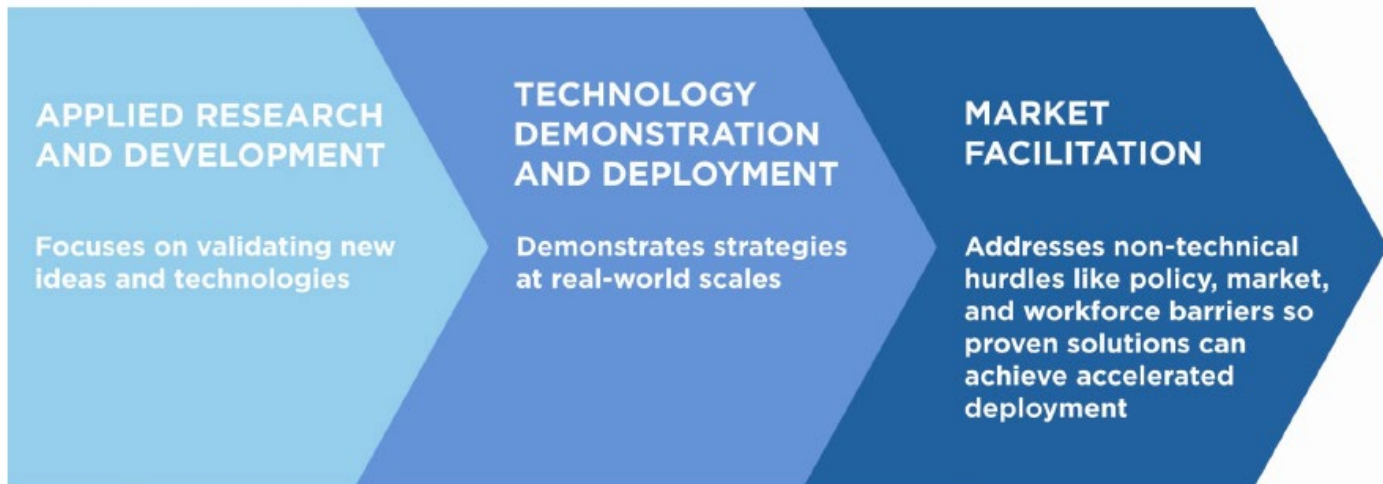 APPLIED RESEARCH
AND DEVELOPMENT
Focuses on validating new
ideas and technologies
TECHNOLOGY
DEMONSTRATION
AND DEPLOYMENT
Demonstrates strategies
at real-world scales
MARKET
FACILITATION
Addresses non-technical
hurdles like policy, market,
and workforce barriers so
proven solutions can
achieve accelerated
deployment